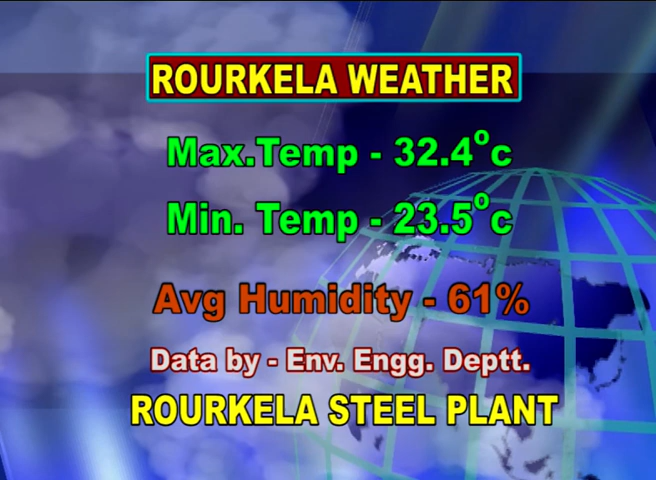 ROURKELA WEATHER
Max.Temp - 32.4°c
Min. Temp - 23.5°c
Avg Humidity - 61%
Data by - Env. Engg. Deptt.
ROURKELA STEEL PLANT